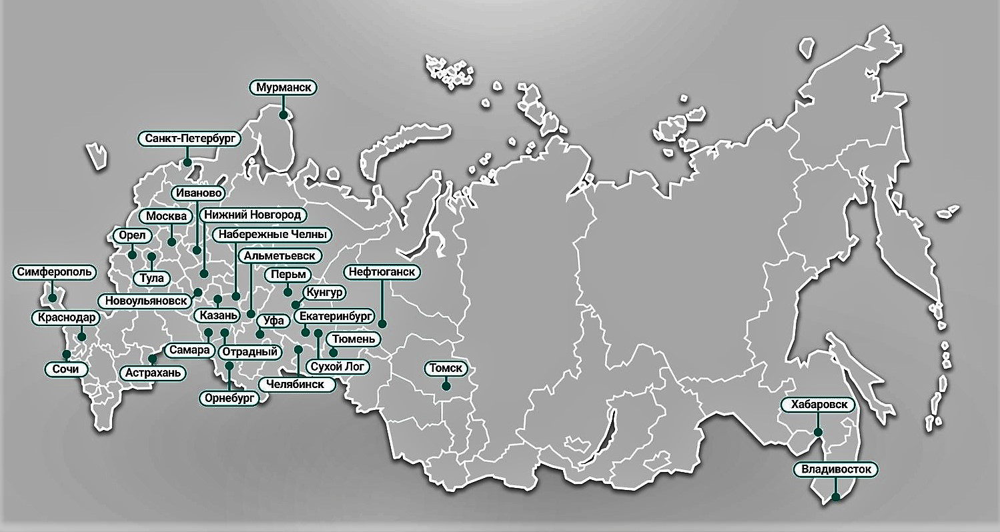 Мурманск
Санкт-Петербург
Иваново
Москва
Нижний Новгород
Орел
Набережные Челны
Альметьевск
Симферополь
Тула
Перьм
Нефтюганск
Новоульяновск
Кунгур
Краснодар
Казань
Уфа
Екатеринбург
Тюмень
Самара
Отрадный
Сочи
Астрахань
Сухой Лог
Томск
Челябинск
Орнебург
Хабаровск
Владивосток